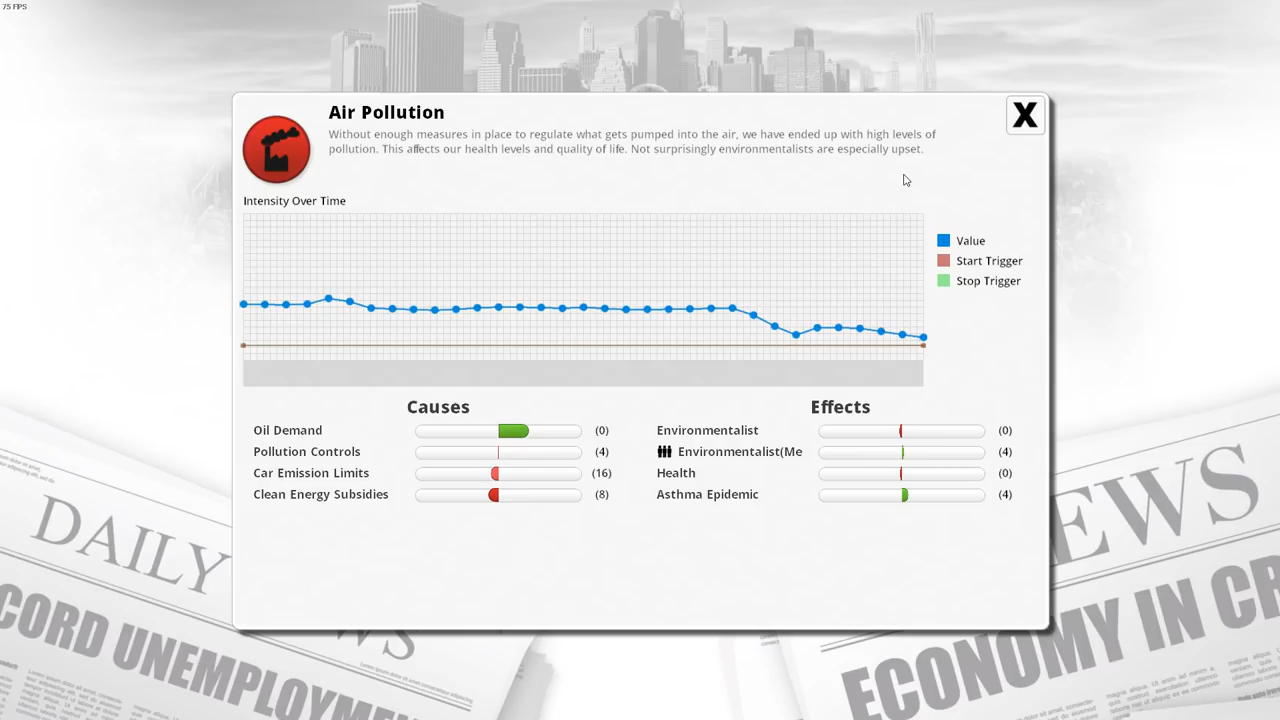 75 FPS
Air Pollution
X
Without enough measures in place to regulate what gets pumped into the air, we have ended up with high levels of
pollution. This affects our health levels and quality of life. Not surprisingly environmentalists are especially upset.
Intensity Over Time
Value
Start Trigger
Stop Trigger
Causes
Oil Demand (0)
Pollution Controls (4)
Car Emission Limits (16)
Clean Energy Subsidies (8)
Effects
Environmentalist (0)
Environmentalist(Me (4)
Health (0)
Asthma Epidemic (4)
DAILY
NEWS
CORD UNEMPLOYME
ECONOMY IN CR